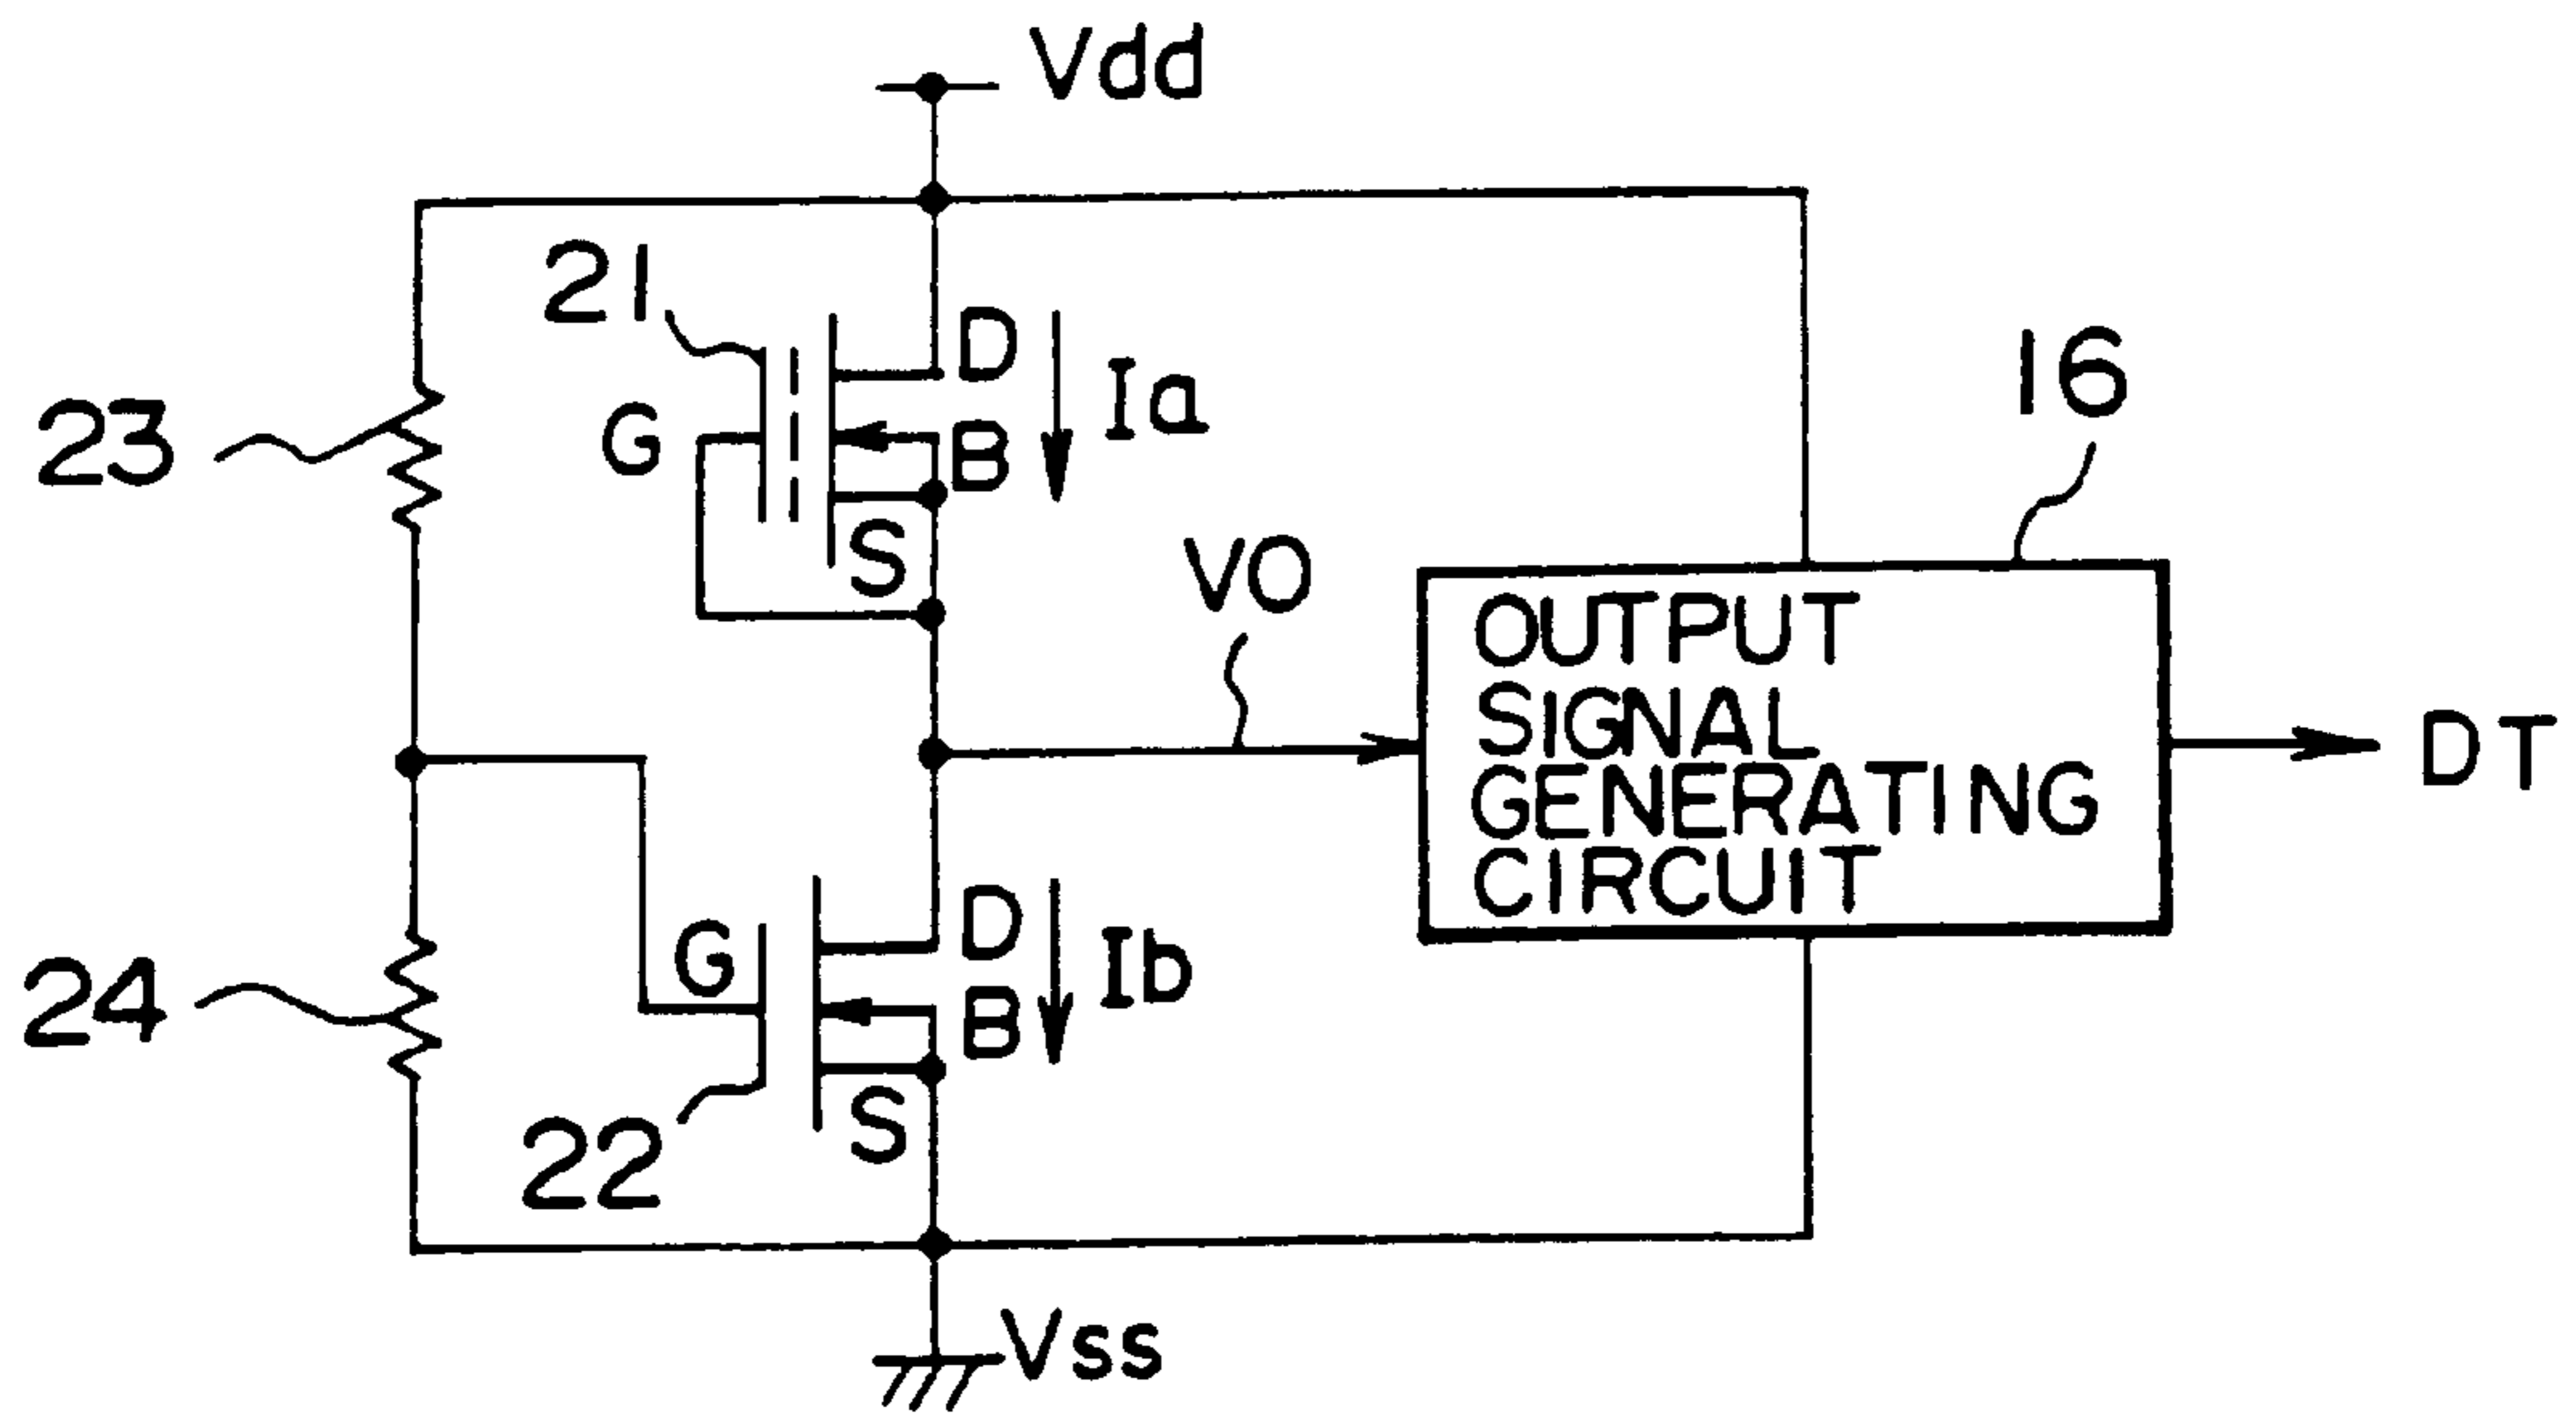 Vdd
21
D
Ia
16
23
G
B
S
VO
OUTPUT
SIGNAL
GENERATING
CIRCUIT
DT
G
D
Ib
24
B
22
S
Vss